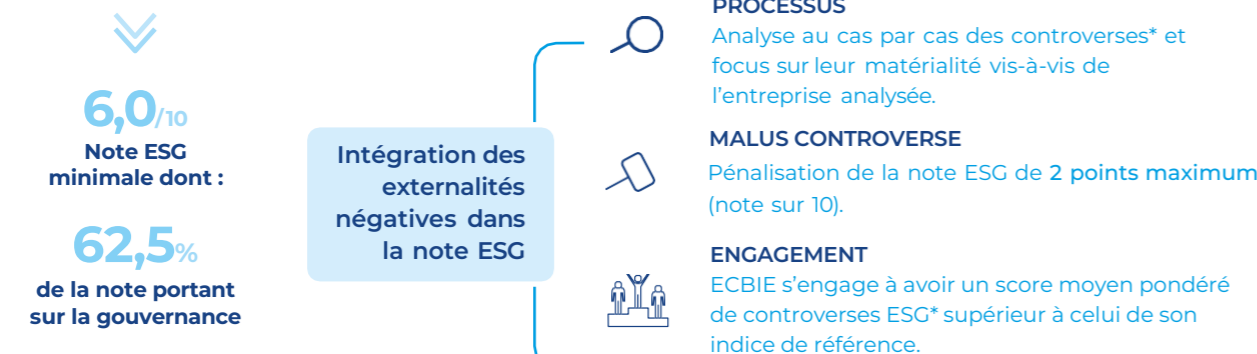 6,0/10
Note ESG
minimale dont :
62,5%
de la note portant
sur la gouvernance
Intégration des
externalités
négatives dans
la note ESG
PROCESSUS
Analyse au cas par cas des controverses* et
focus sur leur matérialité vis-à-vis de
l’entreprise analysée.
MALUS CONTROVERSE
Pénalisation de la note ESG de 2 points maximum
(note sur 10).
ENGAGEMENT
ECBIE s’engage à avoir un score moyen pondéré
de controverses ESG* supérieur à celui de son
indice de référence.